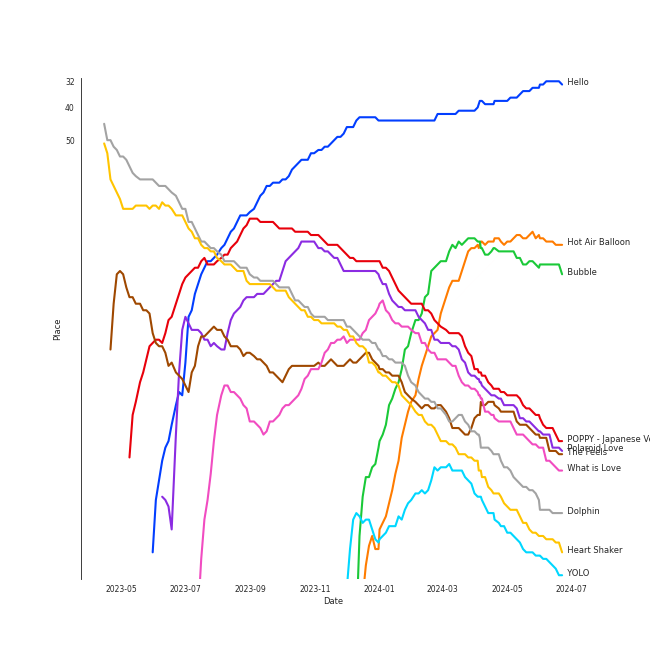 32
40
50
Place
Hello
Hot Air Balloon
Bubble
POPPY - Japanese Ve
Polaroid Love
The Feels
What is Love
Dolphin
Heart Shaker
YOLO
2023-05 2023-07 2023-09 2023-11 2024-01 2024-03 2024-05 2024-07
Date